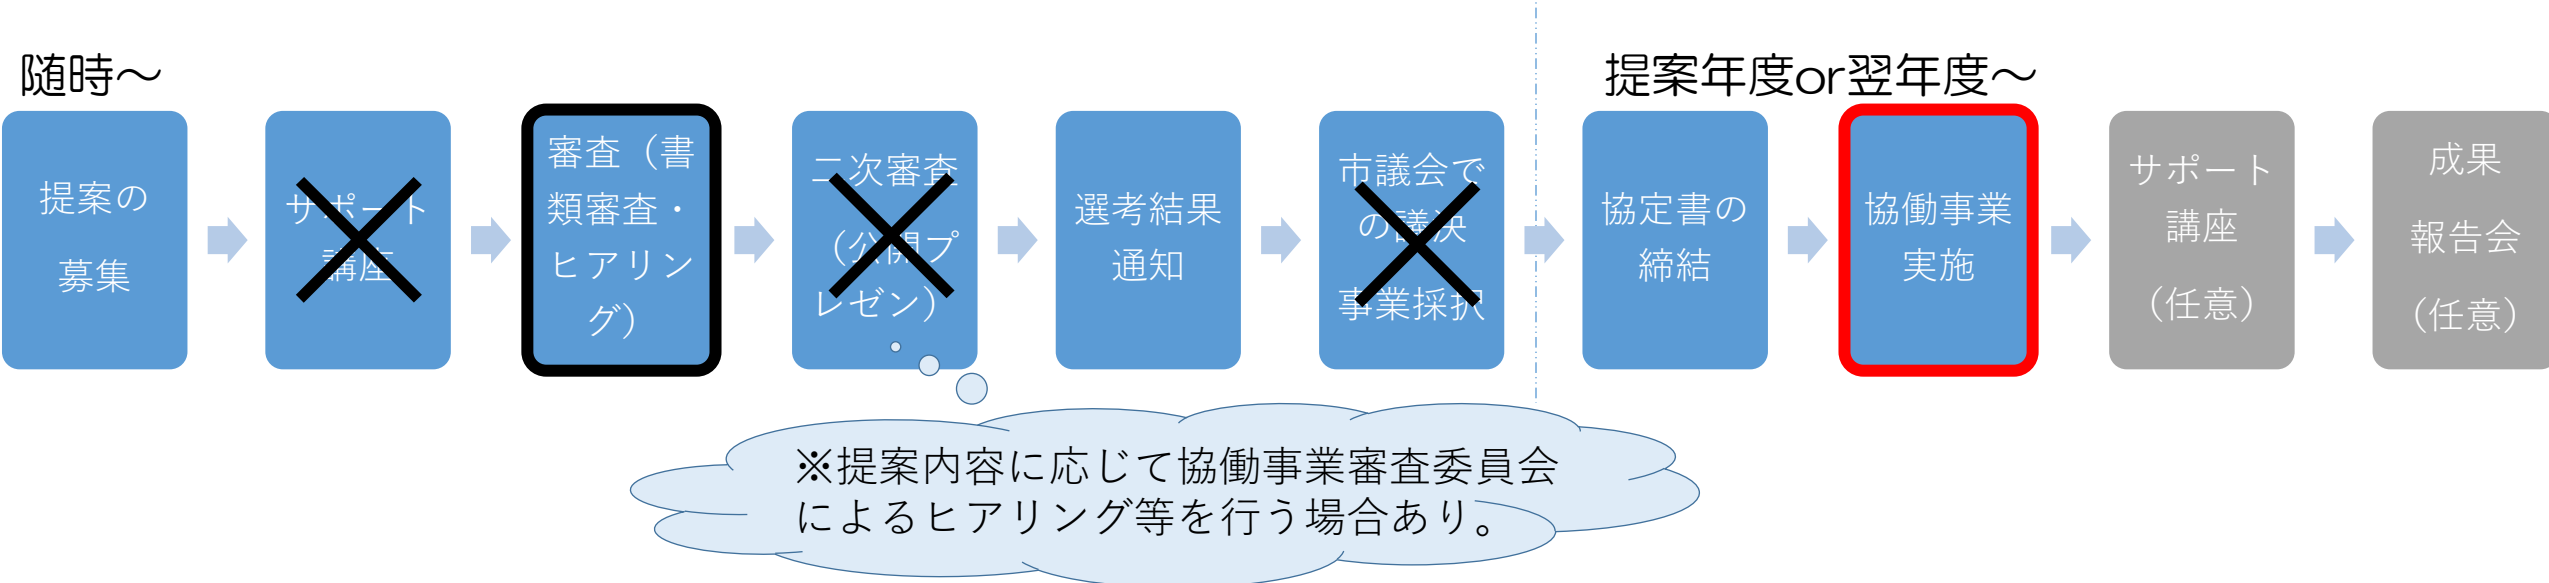 随時～
提案年度or翌年度～
提案の
募集
サポート
講座
審査（書
類審査・
ヒアリン
グ）
二次審査
（公開プ
レゼン）
選考結果
通知
市議会で
の議決
事業採択
協定書の
締結
協働事業
実施
サポート
講座
（任意）
成果
報告会
（任意）
※提案内容に応じて協働事業審査委員会
によるヒアリング等を行う場合あり。